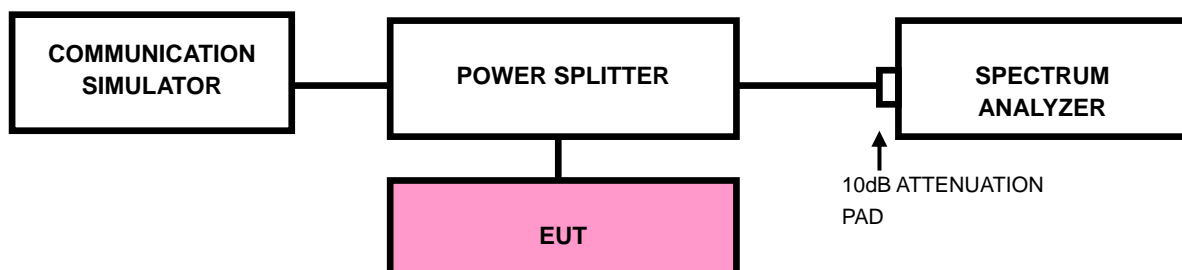 COMMUNICATION
SIMULATOR
POWER SPLITTER
SPECTRUM
ANALYZER
10dB ATTENUATION
PAD
EUT